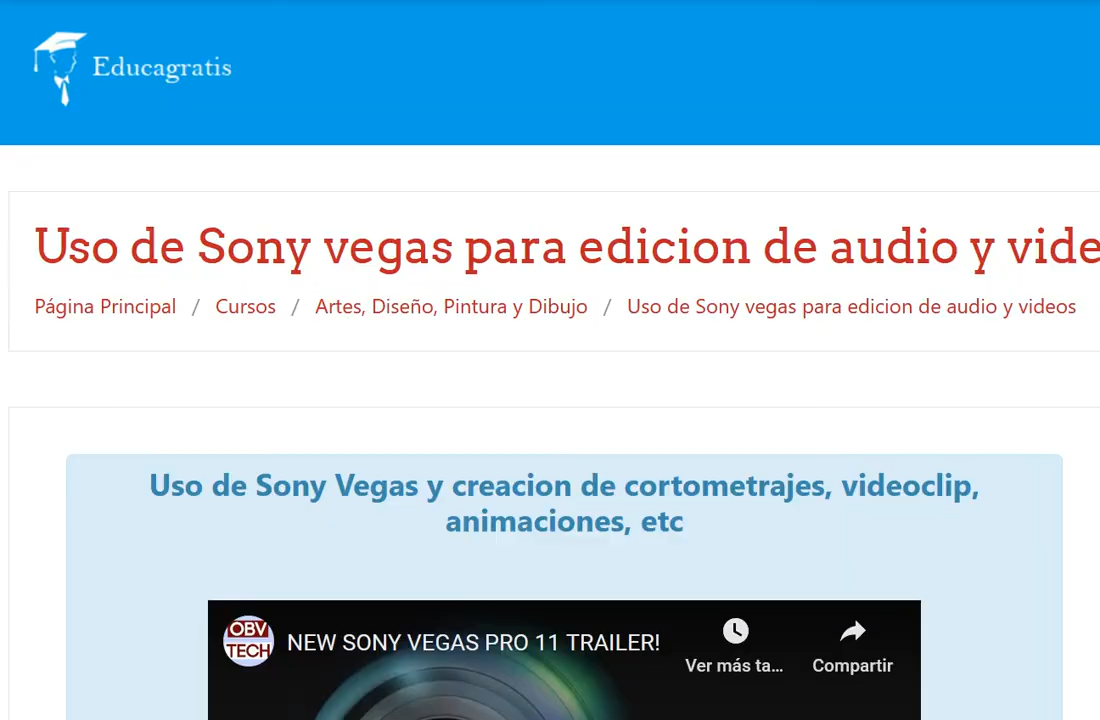 Educagratis
Uso de Sony vegas para edicion de audio y vide
Página Principal / Cursos / Artes, Diseño, Pintura y Dibujo / Uso de Sony vegas para edicion de audio y videos
Uso de Sony Vegas y creacion de cortometrajes, videoclip,
animaciones, etc
OBV
TECH
NEW SONY VEGAS PRO 11 TRAILER!
Ver más ta...
Compartir